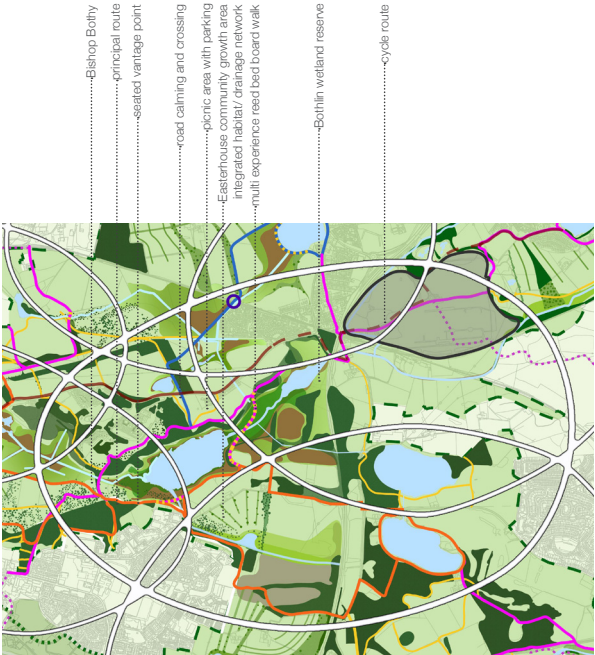 Bishop Bothy
principal route
seated vantage point
road calming and crossing
picnic area with parking
Easterhouse community growth area
integrated habitat/ drainage network
multi experience reed bed board walk
Bothlin wetland reserve
cycle route